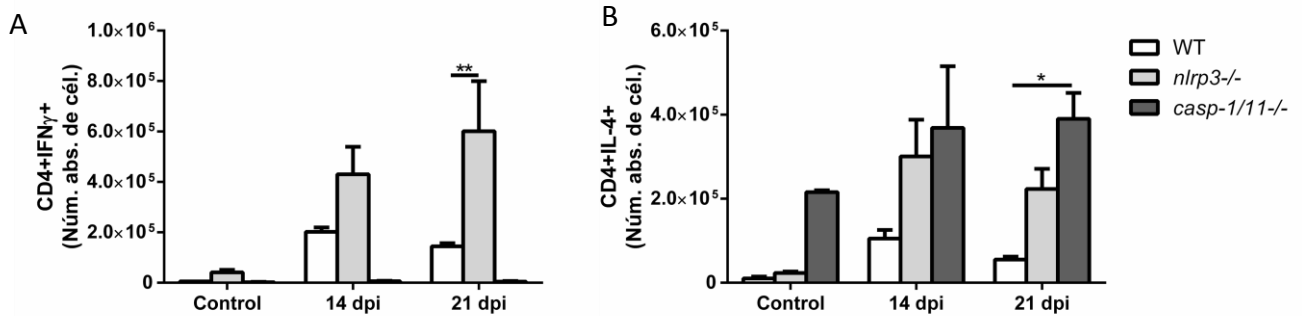 A
CD4+IFNγ+
(Núm. abs. de cél.)
1.0×10⁶
8.0×10⁵
6.0×10⁵
4.0×10⁵
2.0×10⁵
0
**
Control
14 dpi
21 dpi
B
CD4+IL-4+
(Núm. abs. de cél.)
6.0×10⁵
4.0×10⁵
2.0×10⁵
0
*
Control
14 dpi
21 dpi
WT
nlrp3-/-
casp-1/11-/-